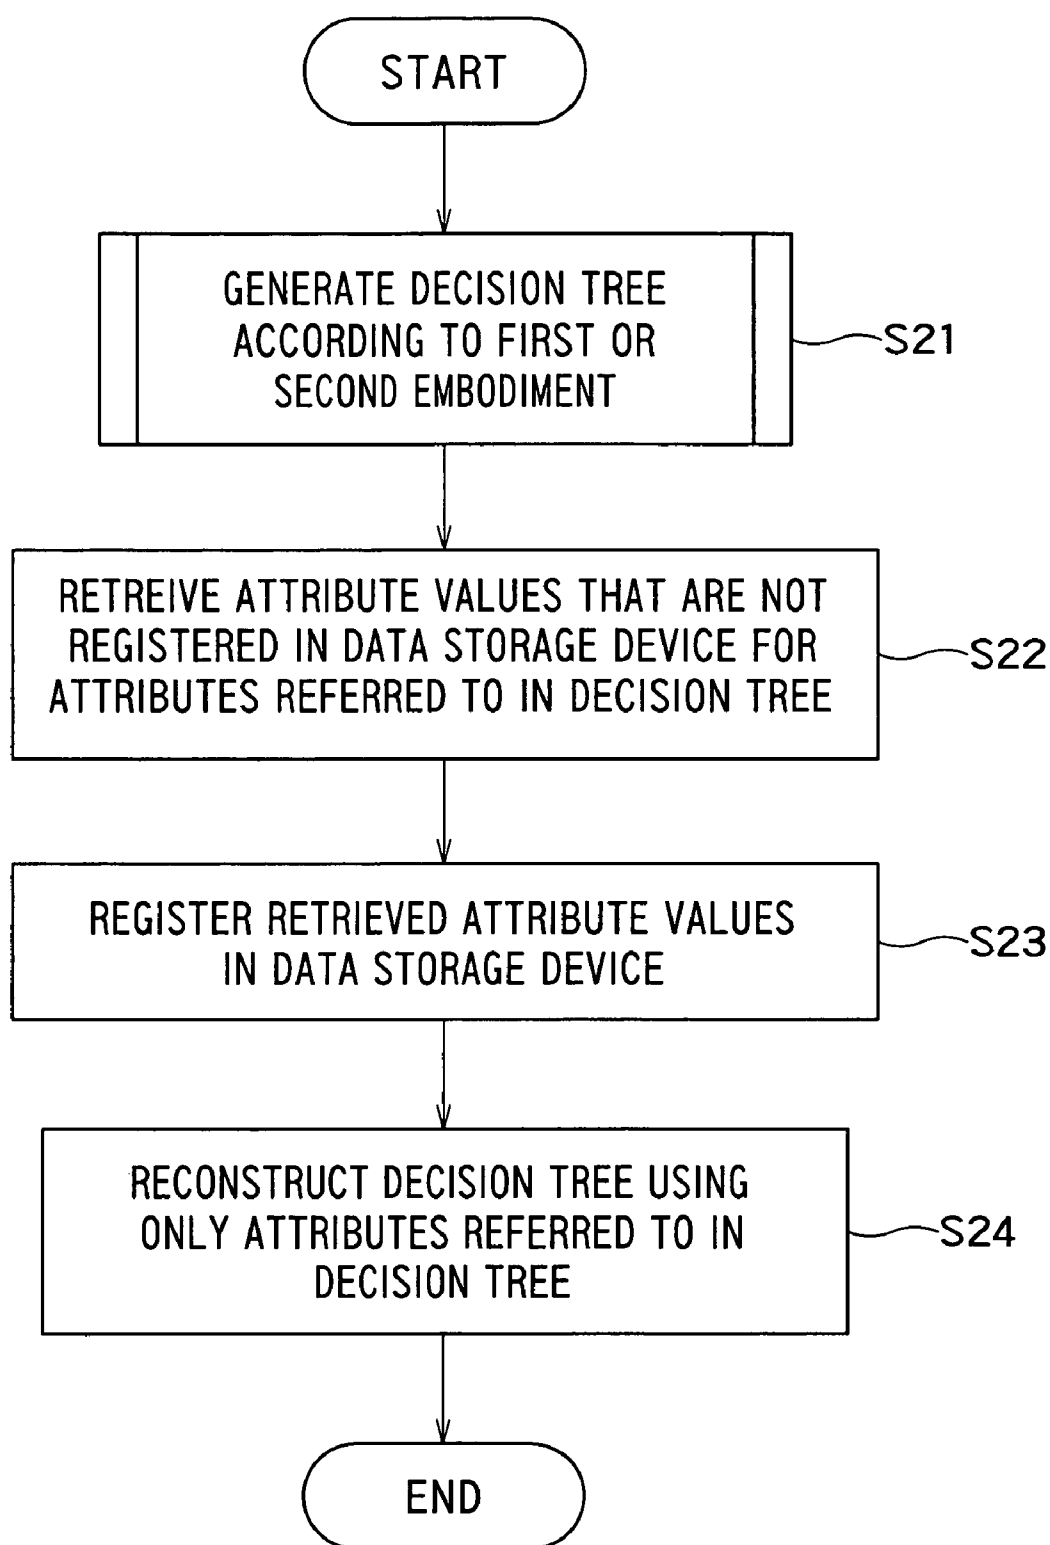 START
GENERATE DECISION TREE
ACCORDING TO FIRST OR
SECOND EMBODIMENT
S21
RETREIVE ATTRIBUTE VALUES THAT ARE NOT
REGISTERED IN DATA STORAGE DEVICE FOR
ATTRIBUTES REFERRED TO IN DECISION TREE
S22
REGISTER RETRIEVED ATTRIBUTE VALUES
IN DATA STORAGE DEVICE
S23
RECONSTRUCT DECISION TREE USING
ONLY ATTRIBUTES REFERRED TO IN
DECISION TREE
S24
END